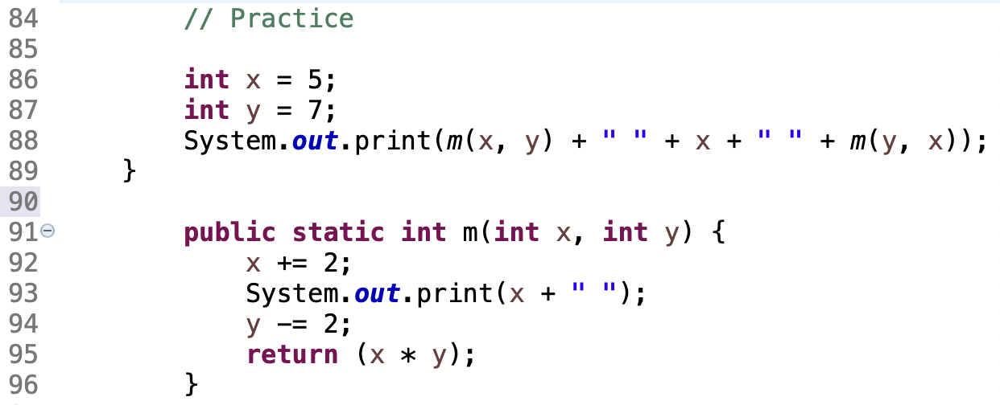 84 // Practice
85
86 int x = 5;
87 int y = 7;
88 System.out.print(m(x, y) + " " + x + " " + m(y, x));
89 }
90
91 public static int m(int x, int y) {
92 x += 2;
93 System.out.print(x + " ");
94 y -= 2;
95 return (x * y);
96 }